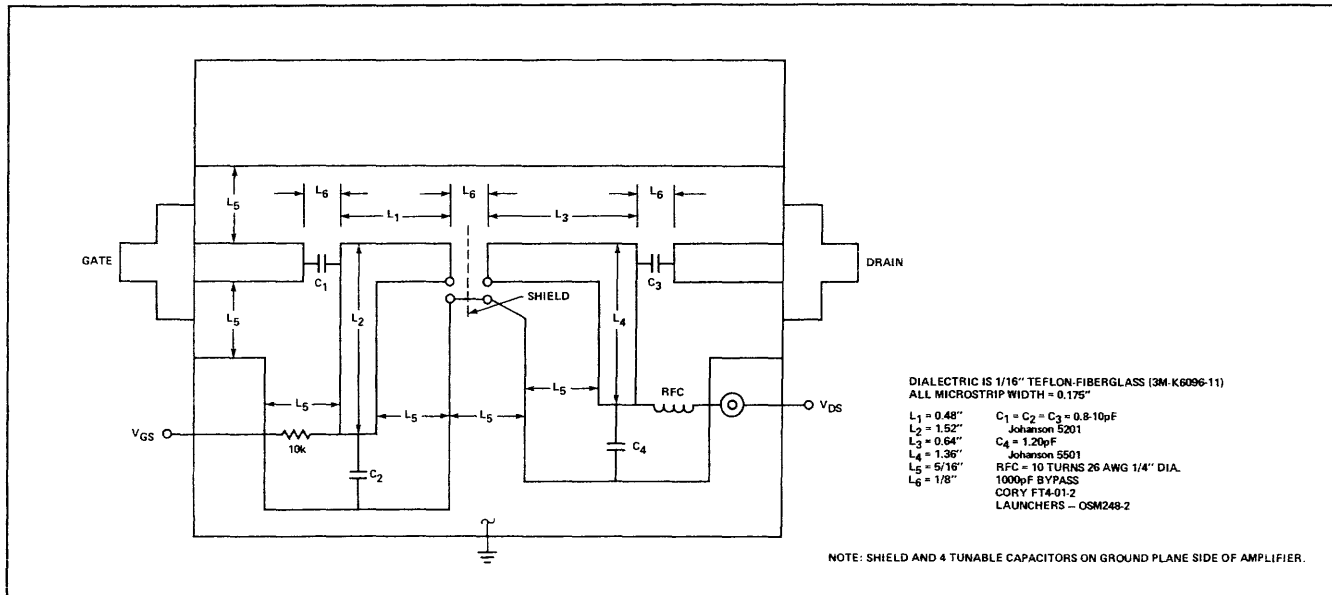 L6 L6 L6
L5 L1 L3
GATE DRAIN
C1 C3
SHIELD
L5 L2 L4
L5 RFC
L5 L5 L5
VGS VDS
10k C2 C4
DIALECTRIC IS 1/16" TEFLON-FIBERGLASS (3M-K6096-11)
ALL MICROSTRIP WIDTH = 0.175"
L1 = 0.48" C1 = C2 = C3 = 0.8-10pF
L2 = 1.52" Johanson 5201
L3 = 0.64" C4 = 1.20pF
L4 = 1.36" Johanson 5501
L5 = 5/16" RFC = 10 TURNS 26 AWG 1/4" DIA.
L6 = 1/8" 1000pF BYPASS
CORY FT4-01-2
LAUNCHERS – OSM248-2
NOTE: SHIELD AND 4 TUNABLE CAPACITORS ON GROUND PLANE SIDE OF AMPLIFIER.